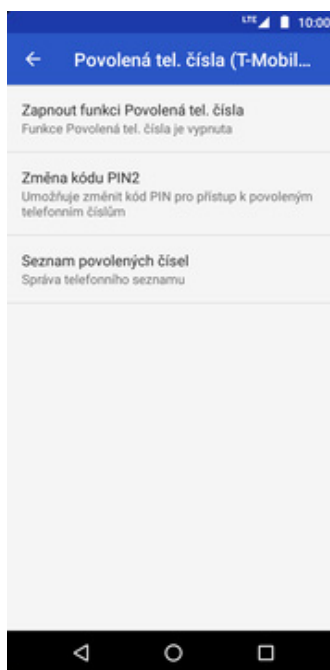 LTE 10:00
Povolená tel. čísla (T-Mobil...
Zapnout funkci Povolená tel. čísla
Funkce Povolená tel. čísla je vypnuta
Změna kódu PIN2
Umožňuje změnit kód PIN pro přístup k povoleným
telefonním číslům
Seznam povolených čísel
Správa telefonního seznamu